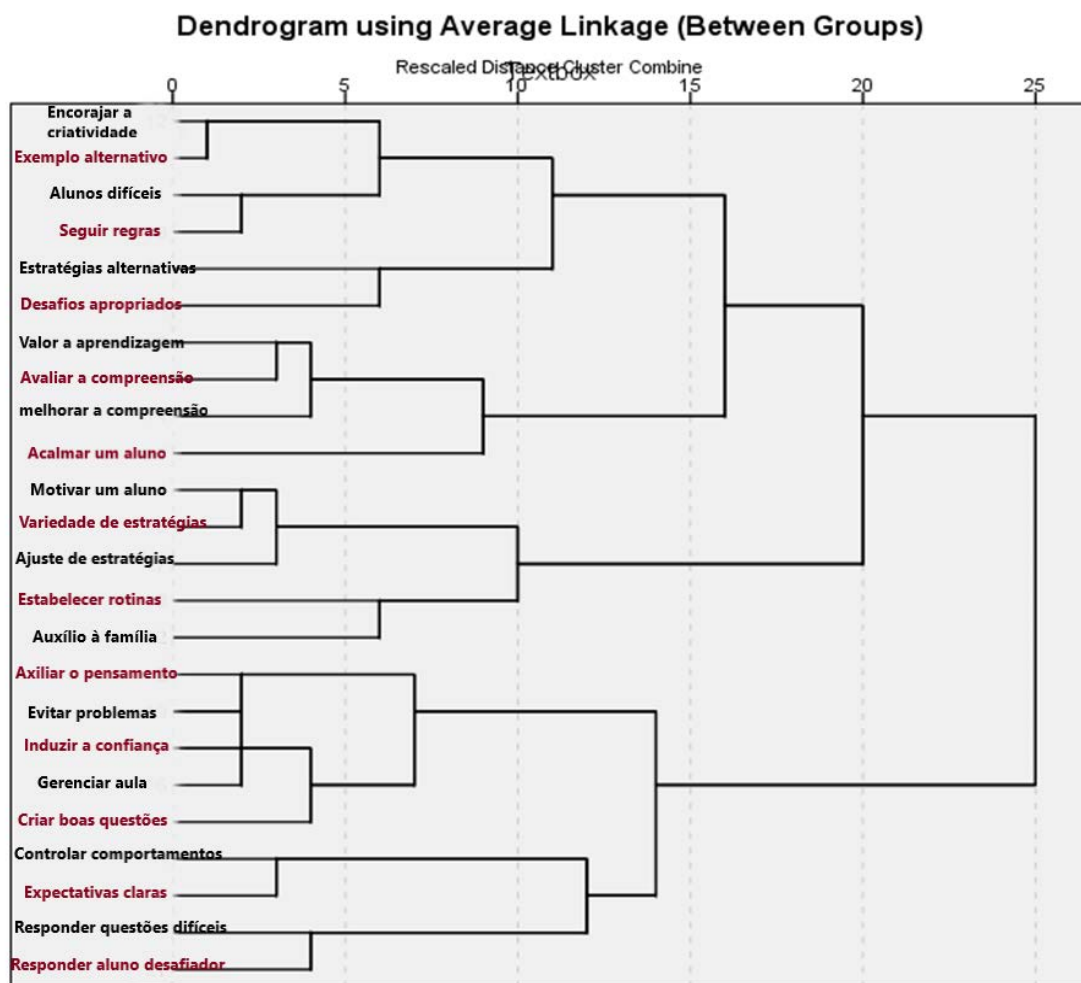 Dendrogram using Average Linkage (Between Groups)
Rescaled Distance Cluster Combine
Textbox
0 5 10 15 20 25
Encorajar a
criatividade
Exemplo alternativo
Alunos difíceis
Seguir regras
Estratégias alternativas
Desafios apropriados
Valor a aprendizagem
Avaliar a compreensão
melhorar a compreensão
Acalmar um aluno
Motivar um aluno
Variedade de estratégias
Ajuste de estratégias
Estabelecer rotinas
Auxílio à família
Axiliar o pensamento
Evitar problemas
Induzir a confiança
Gerenciar aula
Criar boas questões
Controlar comportamentos
Expectativas claras
Responder questões difíceis
Responder aluno desafiador